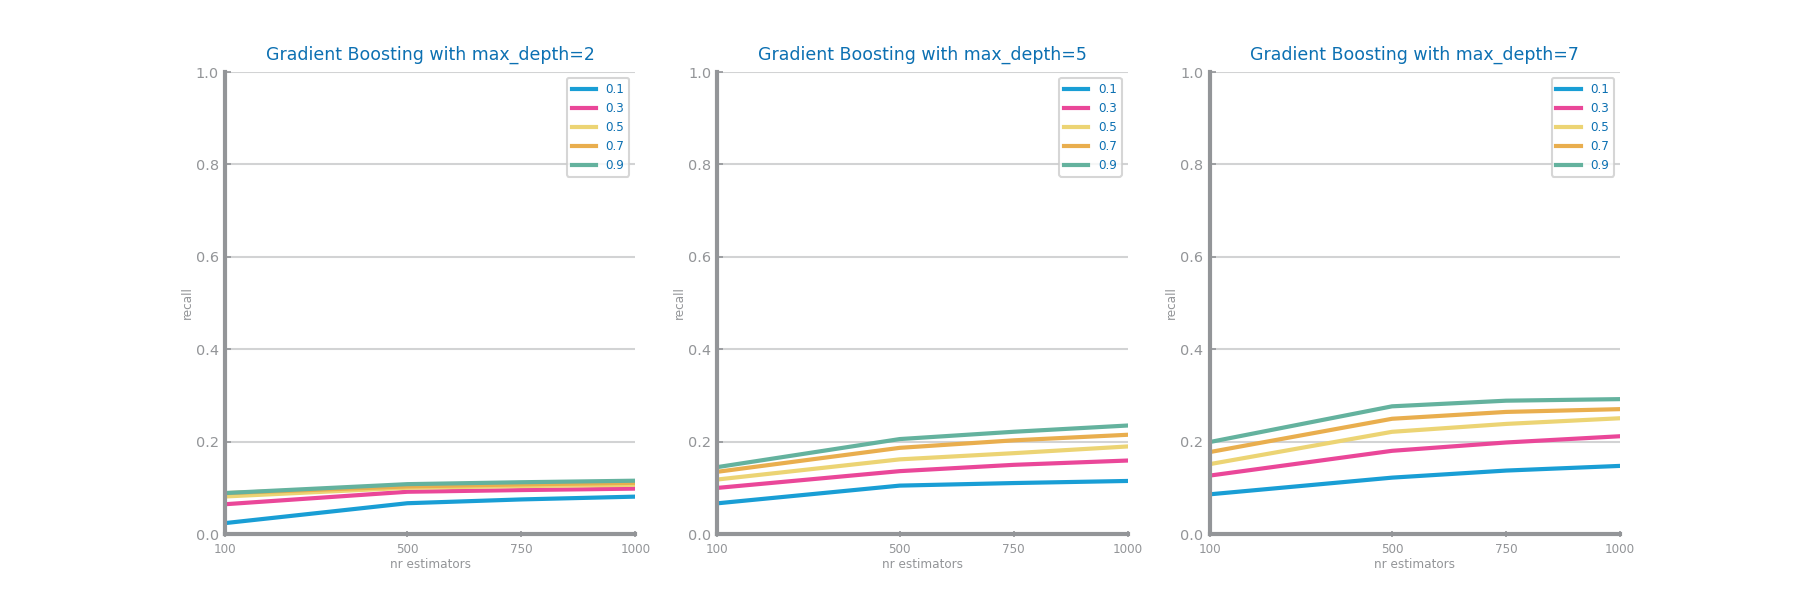 Gradient Boosting with max_depth=2
1.0
0.8
0.6
0.4
0.2
0.0
recall
0.1
0.3
0.5
0.7
0.9
100 500 750 1000
nr estimators
Gradient Boosting with max_depth=5
1.0
0.8
0.6
0.4
0.2
0.0
recall
0.1
0.3
0.5
0.7
0.9
100 500 750 1000
nr estimators
Gradient Boosting with max_depth=7
1.0
0.8
0.6
0.4
0.2
0.0
recall
0.1
0.3
0.5
0.7
0.9
100 500 750 1000
nr estimators